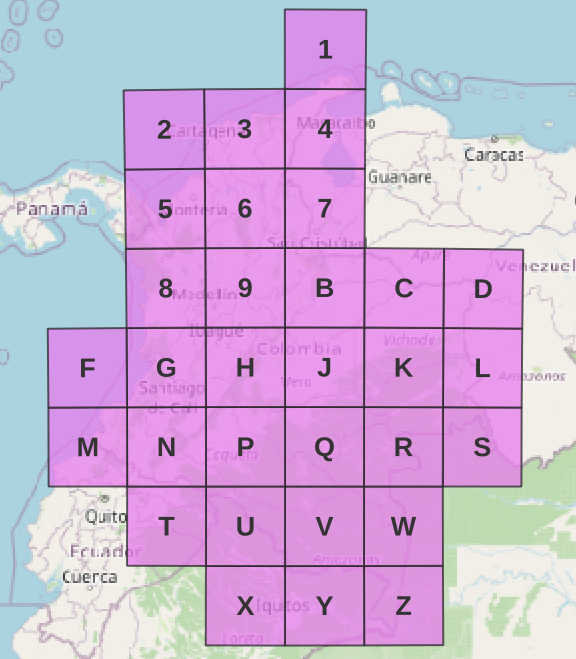 1
2 3 4
Cartagena Maracaibo
Caracas
Guanare
Panamá
5 6 7
Montería
San Cristóbal
Apure
Venezuel
8 9 B C D
Medellín
Ibagué
Colombia
Vichada
F G H J K L
Meta
Amazonas
Santiago
de Cali
M N P Q R S
Caquetá
Quito
T U V W
Ecuador
Amazonas
Cuenca
X Y Z
Iquitos
Loreto